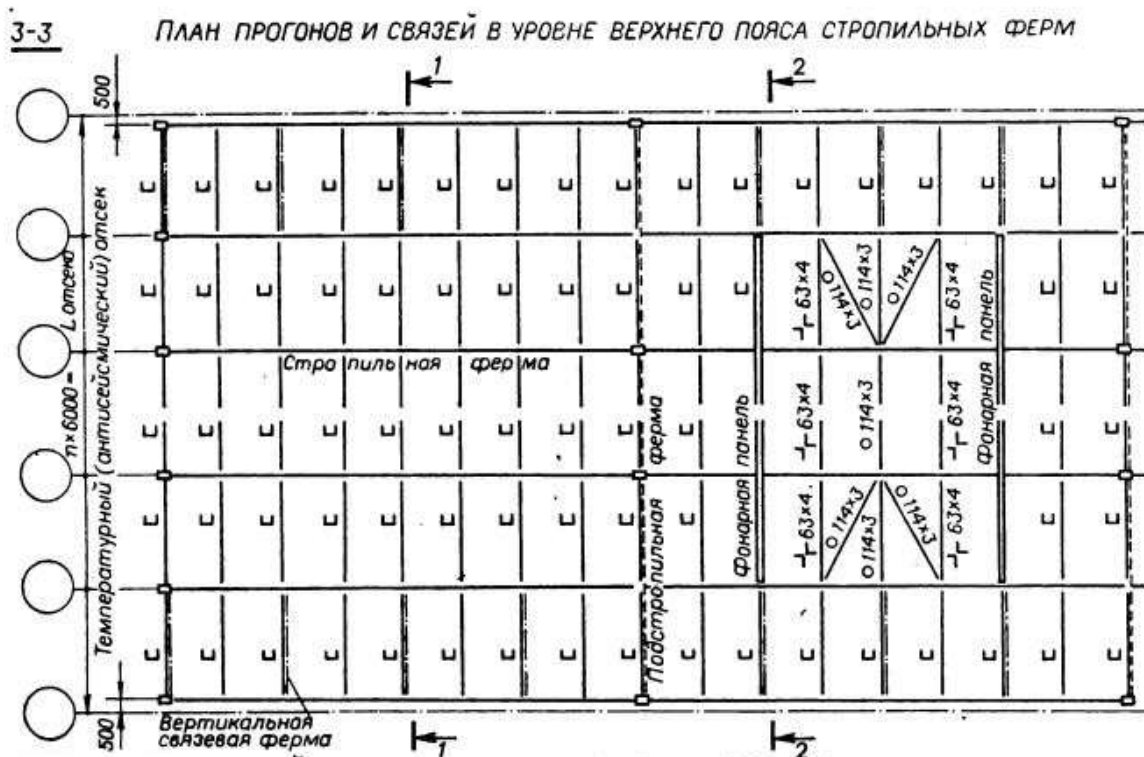 3-3
ПЛАН ПРОГОНОВ И СВЯЗЕЙ В УРОВНЕ ВЕРХНЕГО ПОЯСА СТРОПИЛЬНЫХ ФЕРМ
1
2
500
n×6000 = L отсека
Температурный (антисейсмический) отсек
Стропильная ферма
Подстропильная ферма
Фонарная панель
Фонарная панель
63×4
114×3
114×3
114×3
63×4
63×4
114×3
63×4
63×4
114×3
114×3
114×3
63×4
500
Вертикальная
связевая ферма
1
2